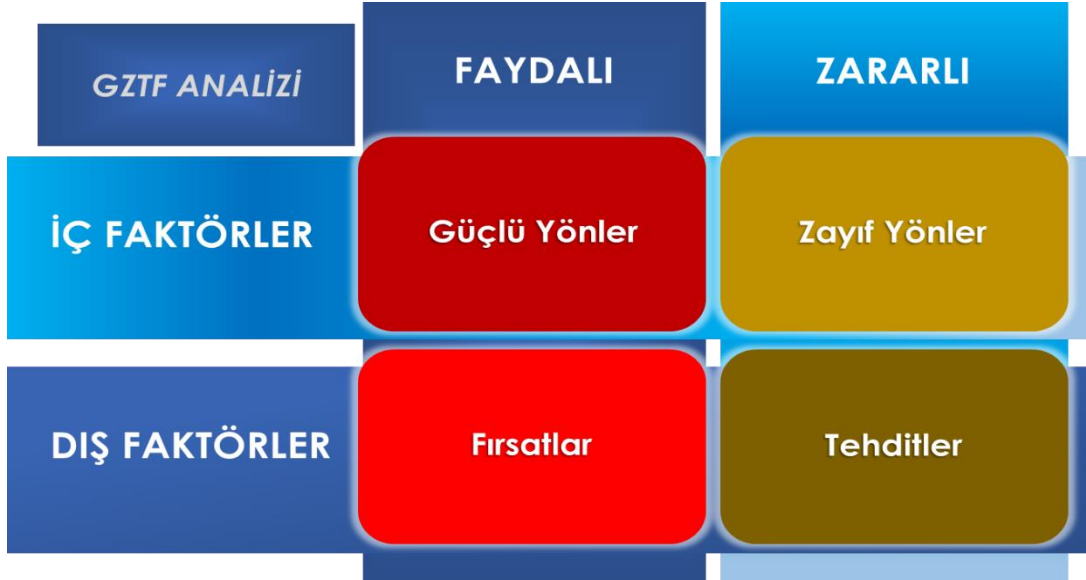 GZTF ANALİZİ
FAYDALI
ZARARLI
İÇ FAKTÖRLER
Güçlü Yönler
Zayıf Yönler
DIŞ FAKTÖRLER
Fırsatlar
Tehditler